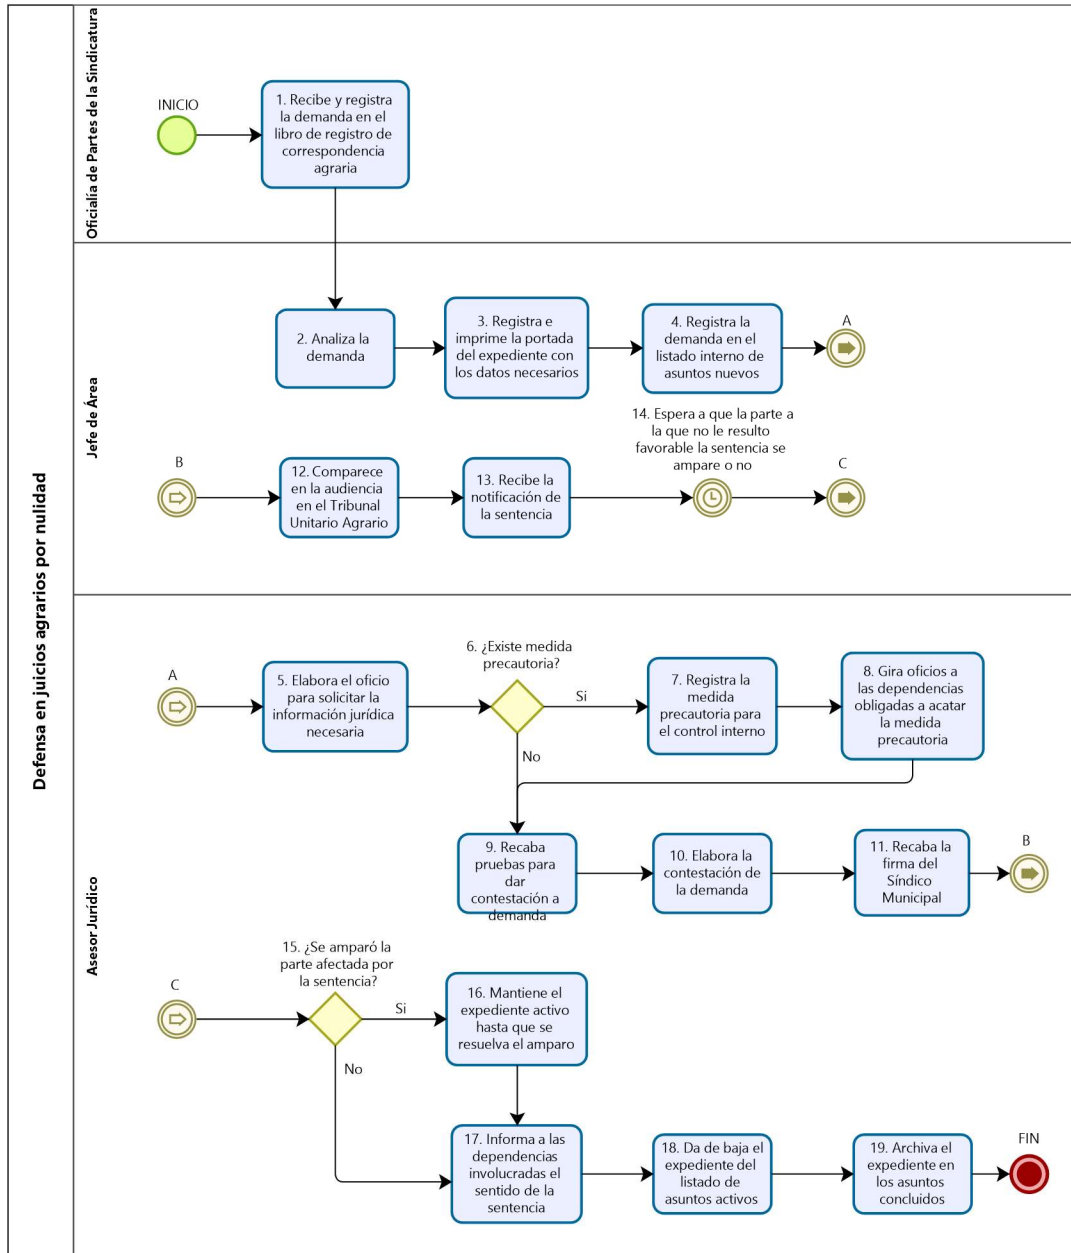 Defensa en juicios agrarios por nulidad
Oficialía de Partes de la Sindicatura
INICIO
1. Recibe y registra
la demanda en el
libro de registro de
correspondencia
agraria
Jefe de Área
2. Analiza la
demanda
3. Registra e
imprime la portada
del expediente con
los datos necesarios
4. Registra la
demanda en el
listado interno de
asuntos nuevos
A
B
12. Comparece
en la audiencia
en el Tribunal
Unitario Agrario
13. Recibe la
notificación de
la sentencia
14. Espera a que la parte a
la que no le resulto
favorable la sentencia se
ampare o no
C
Asesor Jurídico
A
5. Elabora el oficio
para solicitar la
información jurídica
necesaria
6. ¿Existe medida
precautoria?
Si
No
7. Registra la
medida
precautoria para
el control interno
8. Gira oficios a
las dependencias
obligadas a acatar
la medida
precautoria
9. Recaba
pruebas para
dar
contestación a
demanda
10. Elabora la
contestación de
la demanda
11. Recaba la
firma del
Síndico
Municipal
B
C
15. ¿Se amparó la
parte afectada por
la sentencia?
Si
No
16. Mantiene el
expediente activo
hasta que se
resuelva el amparo
17. Informa a las
dependencias
involucradas el
sentido de la
sentencia
18. Da de baja el
expediente del
listado de
asuntos activos
19. Archiva el
expediente en
los asuntos
concluidos
FIN